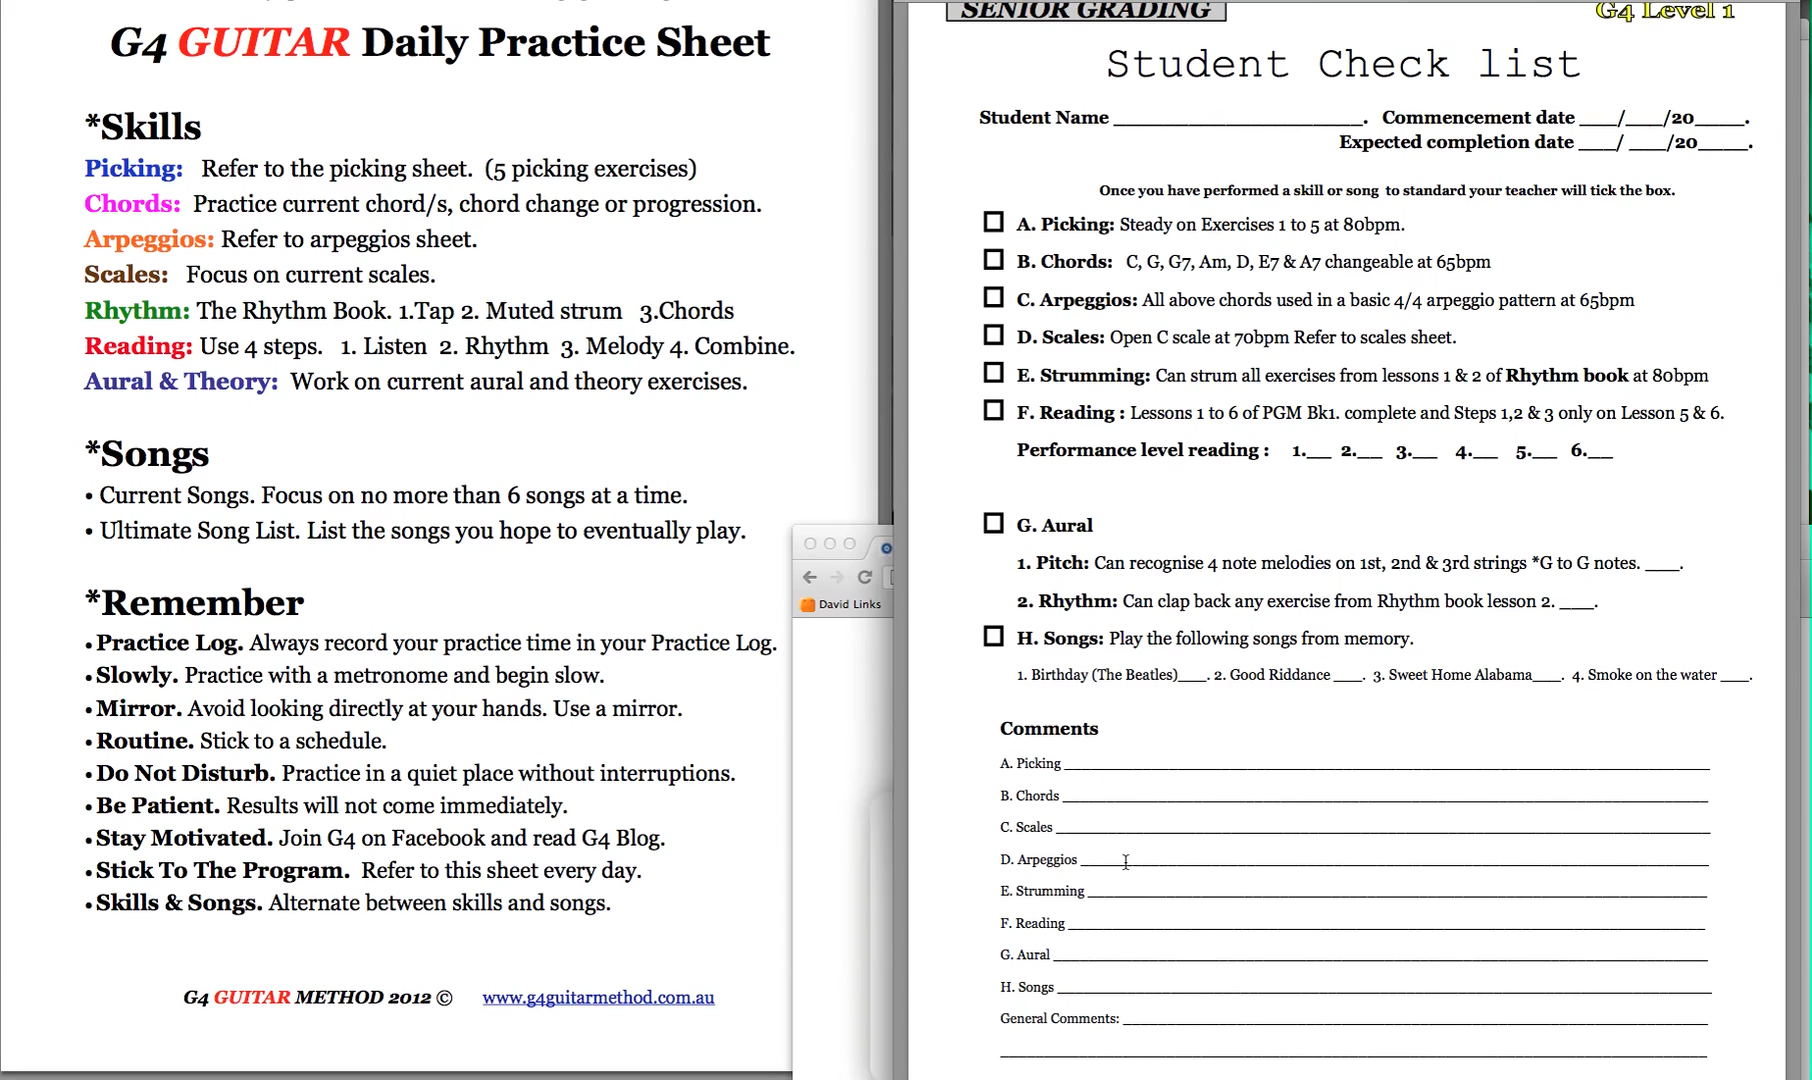 G4 GUITAR Daily Practice Sheet
*Skills
Picking: Refer to the picking sheet. (5 picking exercises)
Chords: Practice current chord/s, chord change or progression.
Arpeggios: Refer to arpeggios sheet.
Scales: Focus on current scales.
Rhythm: The Rhythm Book. 1.Tap 2. Muted strum 3.Chords
Reading: Use 4 steps. 1. Listen 2. Rhythm 3. Melody 4. Combine.
Aural & Theory: Work on current aural and theory exercises.
*Songs
• Current Songs. Focus on no more than 6 songs at a time.
• Ultimate Song List. List the songs you hope to eventually play.
*Remember
• Practice Log. Always record your practice time in your Practice Log.
• Slowly. Practice with a metronome and begin slow.
• Mirror. Avoid looking directly at your hands. Use a mirror.
• Routine. Stick to a schedule.
• Do Not Disturb. Practice in a quiet place without interruptions.
• Be Patient. Results will not come immediately.
• Stay Motivated. Join G4 on Facebook and read G4 Blog.
• Stick To The Program. Refer to this sheet every day.
• Skills & Songs. Alternate between skills and songs.
G4 GUITAR METHOD 2012 © www.g4guitarmethod.com.au
David Links
SENIOR GRADING
G4 Level 1
Student Check list
Student Name ____________________. Commencement date ___/___/20____.
Expected completion date ___/ ___/20____.
Once you have performed a skill or song to standard your teacher will tick the box.
A. Picking: Steady on Exercises 1 to 5 at 80bpm.
B. Chords: C, G, G7, Am, D, E7 & A7 changeable at 65bpm
C. Arpeggios: All above chords used in a basic 4/4 arpeggio pattern at 65bpm
D. Scales: Open C scale at 70bpm Refer to scales sheet.
E. Strumming: Can strum all exercises from lessons 1 & 2 of Rhythm book at 80bpm
F. Reading : Lessons 1 to 6 of PGM Bk1. complete and Steps 1,2 & 3 only on Lesson 5 & 6.
Performance level reading : 1.__ 2.__ 3.__ 4.__ 5.__ 6.__
G. Aural
1. Pitch: Can recognise 4 note melodies on 1st, 2nd & 3rd strings *G to G notes. ___.
2. Rhythm: Can clap back any exercise from Rhythm book lesson 2. ___.
H. Songs: Play the following songs from memory.
1. Birthday (The Beatles)___. 2. Good Riddance ___. 3. Sweet Home Alabama___. 4. Smoke on the water ___.
Comments
A. Picking
B. Chords
C. Scales
D. Arpeggios
E. Strumming
F. Reading
G. Aural
H. Songs
General Comments: